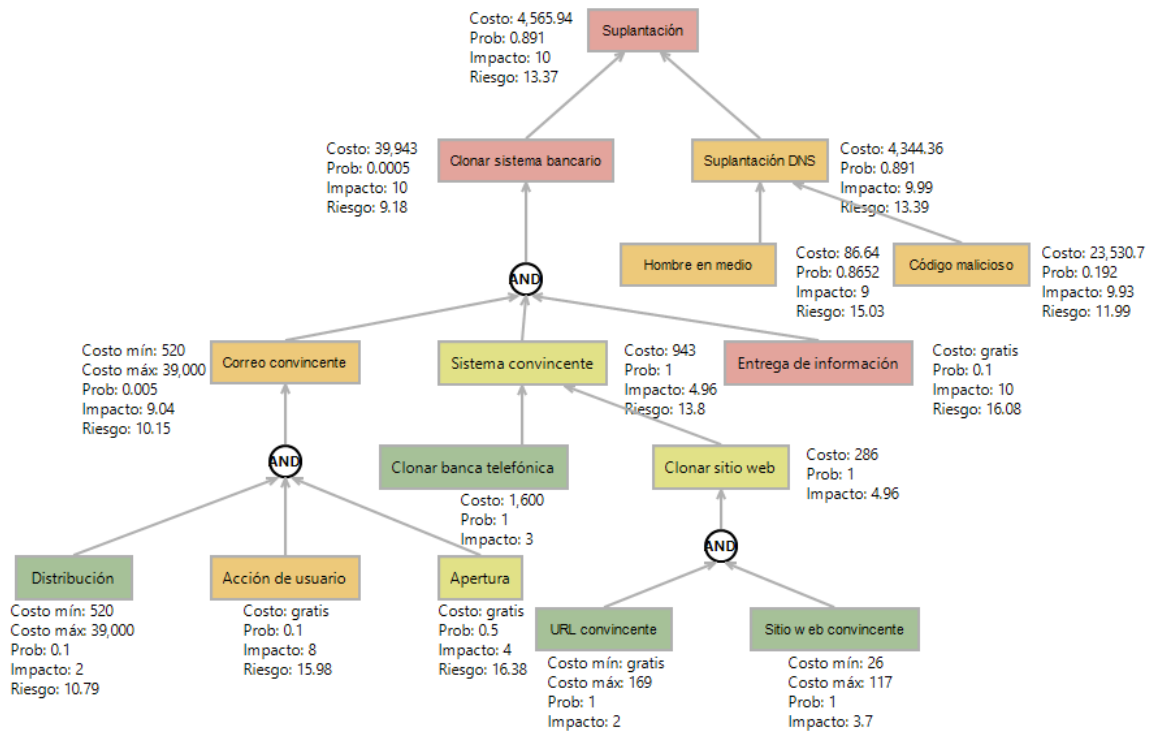 Costo: 4,565.94
Prob: 0.891
Impacto: 10
Riesgo: 13.37
Suplantación
Costo: 39,943
Prob: 0.0005
Impacto: 10
Riesgo: 9.18
Clonar sistema bancario
Suplantación DNS
Costo: 4,344.36
Prob: 0.891
Impacto: 9.99
Riesgo: 13.39
Hombre en medio
Costo: 86.64
Prob: 0.8652
Impacto: 9
Riesgo: 15.03
Código malicioso
Costo: 23,530.7
Prob: 0.192
Impacto: 9.93
Riesgo: 11.99
AND
Costo mín: 520
Costo máx: 39,000
Prob: 0.005
Impacto: 9.04
Riesgo: 10.15
Correo convincente
Sistema convincente
Costo: 943
Prob: 1
Impacto: 4.96
Riesgo: 13.8
Entrega de información
Costo: gratis
Prob: 0.1
Impacto: 10
Riesgo: 16.08
AND
Clonar banca telefónica
Costo: 1,600
Prob: 1
Impacto: 3
Clonar sitio web
Costo: 286
Prob: 1
Impacto: 4.96
AND
Distribución
Costo mín: 520
Costo máx: 39,000
Prob: 0.1
Impacto: 2
Riesgo: 10.79
Acción de usuario
Costo: gratis
Prob: 0.1
Impacto: 8
Riesgo: 15.98
Apertura
Costo: gratis
Prob: 0.5
Impacto: 4
Riesgo: 16.38
URL convincente
Costo mín: gratis
Costo máx: 169
Prob: 1
Impacto: 2
Sitio web convincente
Costo mín: 26
Costo máx: 117
Prob: 1
Impacto: 3.7